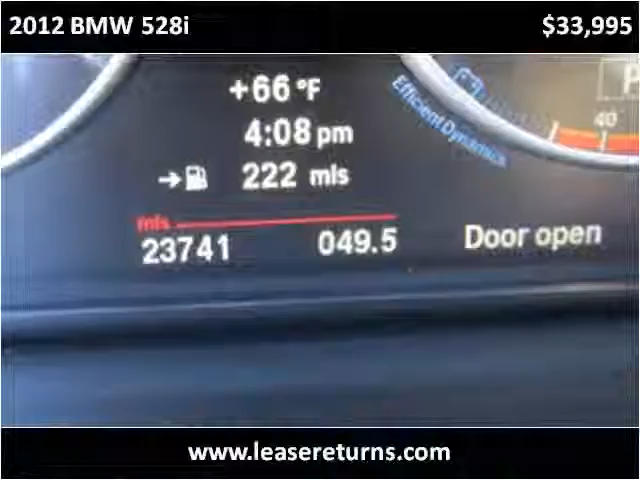 2012 BMW 528i $33,995
+66 °F
4:08 pm
222 mls
mls
23741 049.5 Door open
Efficient Dynamics
P
40
www.leasereturns.com